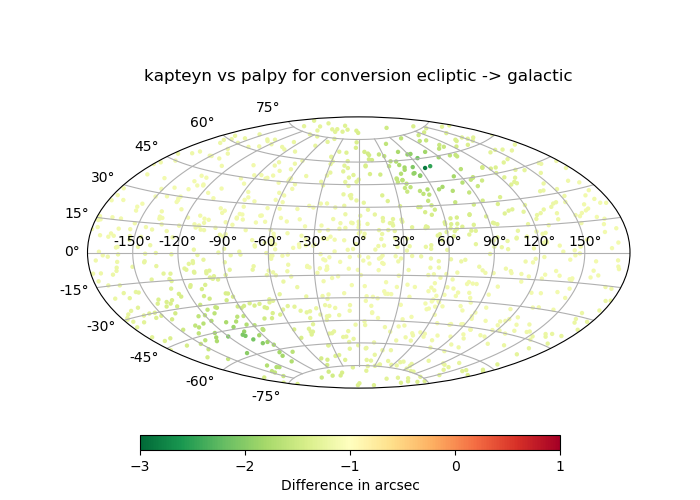 kapteyn vs palpy for conversion ecliptic -> galactic
75°
60°
45°
30°
15°
-150° -120° -90° -60° -30° 0° 30° 60° 90° 120° 150°
0°
-15°
-30°
-45°
-60°
-75°
−3 −2 −1 0 1
Difference in arcsec